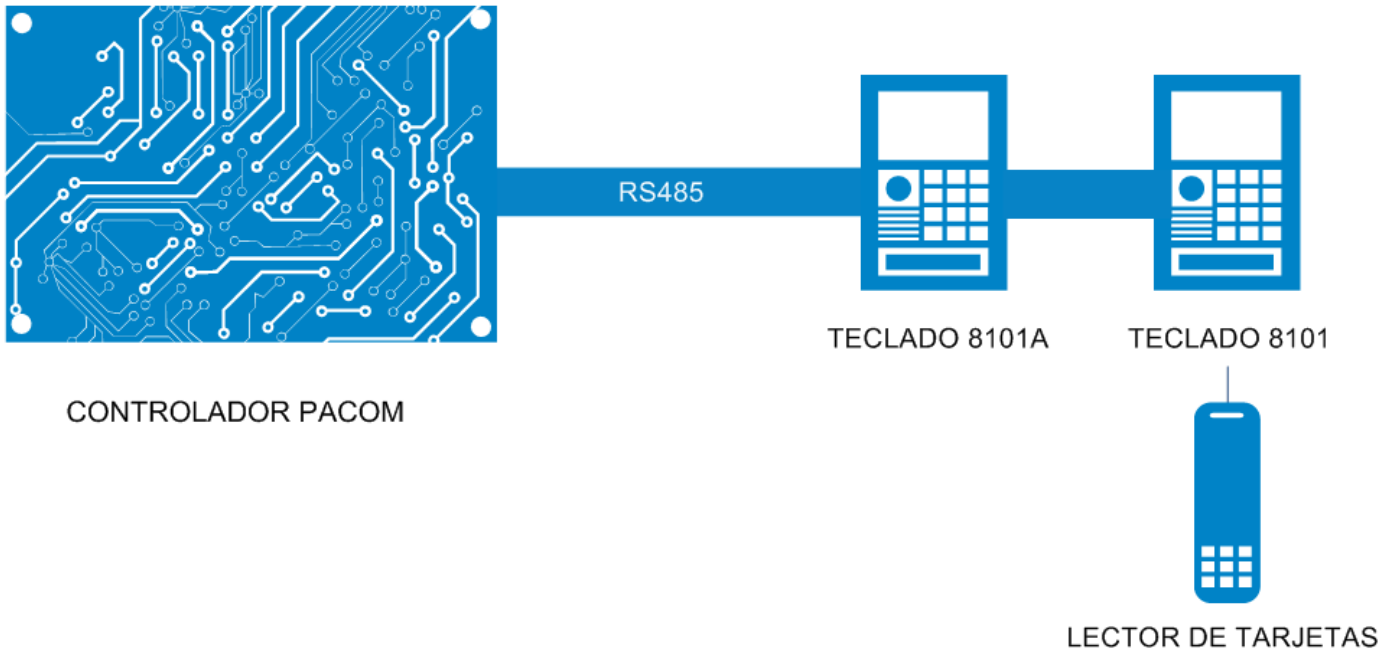 RS485
TECLADO 8101A
TECLADO 8101
CONTROLADOR PACOM
LECTOR DE TARJETAS